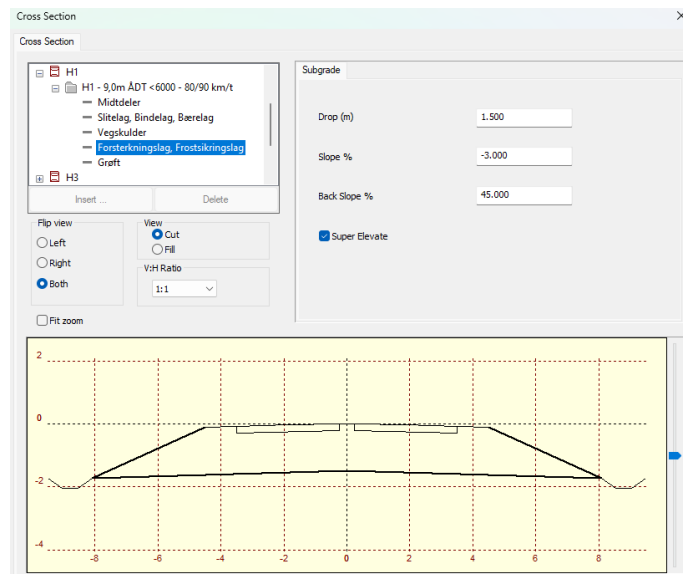 Cross Section
Cross Section
H1
H1 - 9,0m ÅDT <6000 - 80/90 km/t
Midtdeler
Slitelag, Bindelag, Bærelag
Vegskulder
Forsterkningslag, Frostsikringslag
Grøft
H3
Insert ...
Delete
Flip view
Left
Right
Both
View
Cut
Fill
V:H Ratio
1:1
Fit zoom
Subgrade
Drop (m)
1.500
Slope %
-3.000
Back Slope %
45.000
Super Elevate
2
0
-2
-4
-8 -6 -4 -2 0 2 4 6 8